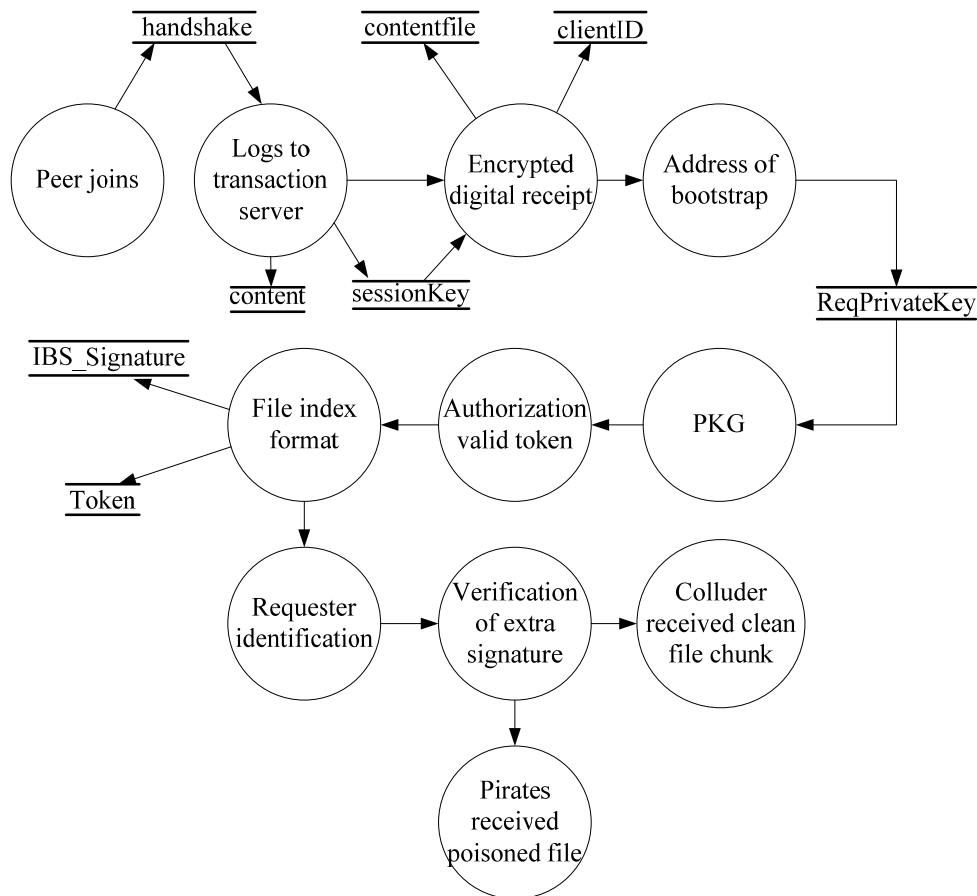 handshake
contentfile
clientID
Peer joins
Logs to
transaction
server
Encrypted
digital receipt
Address of
bootstrap
content
sessionKey
ReqPrivateKey
IBS_Signature
File index
format
Authorization
valid token
PKG
Token
Requester
identification
Verification
of extra
signature
Colluder
received clean
file chunk
Pirates
received
poisoned file